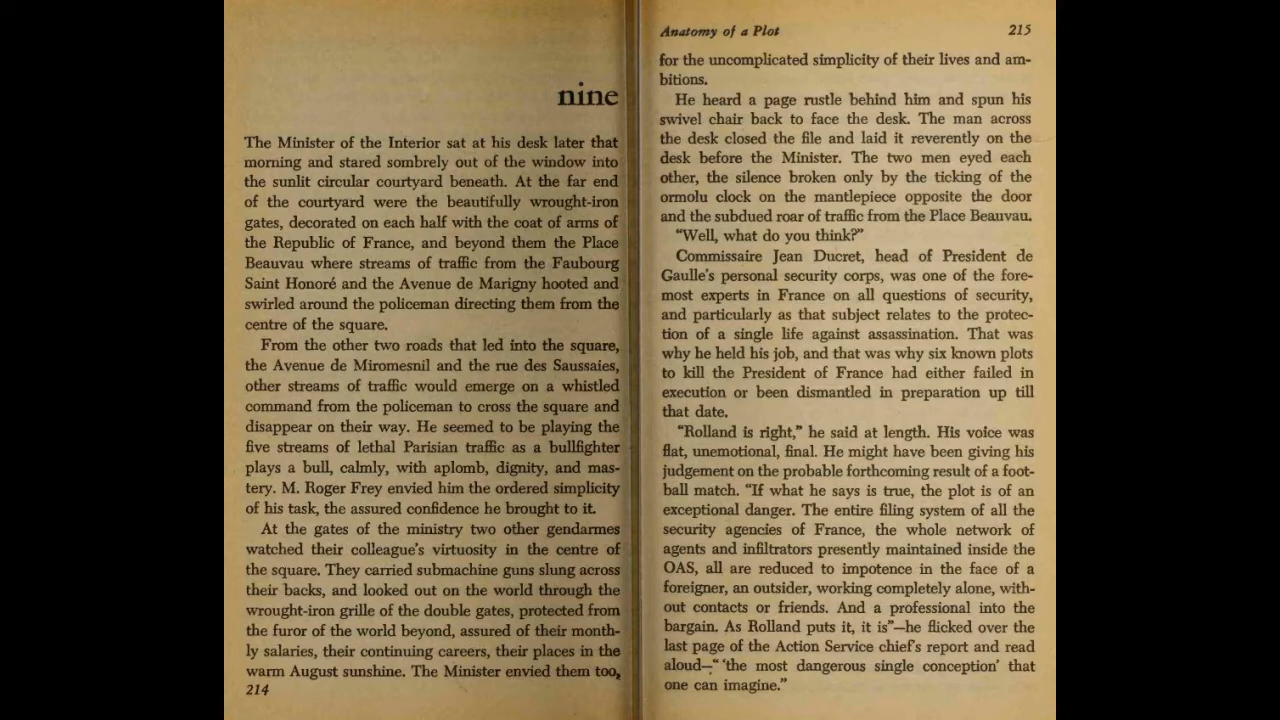 nine
The Minister of the Interior sat at his desk later that
morning and stared sombrely out of the window into
the sunlit circular courtyard beneath. At the far end
of the courtyard were the beautifully wrought-iron
gates, decorated on each half with the coat of arms of
the Republic of France, and beyond them the Place
Beauvau where streams of traffic from the Faubourg
Saint Honoré and the Avenue de Marigny hooted and
swirled around the policeman directing them from the
centre of the square.
From the other two roads that led into the square,
the Avenue de Miromesnil and the rue des Saussaies,
other streams of traffic would emerge on a whistled
command from the policeman to cross the square and
disappear on their way. He seemed to be playing the
five streams of lethal Parisian traffic as a bullfighter
plays a bull, calmly, with aplomb, dignity, and mas-
tery. M. Roger Frey envied him the ordered simplicity
of his task, the assured confidence he brought to it.
At the gates of the ministry two other gendarmes
watched their colleague's virtuosity in the centre of
the square. They carried submachine guns slung across
their backs, and looked out on the world through the
wrought-iron grille of the double gates, protected from
the furor of the world beyond, assured of their month-
ly salaries, their continuing careers, their places in the
warm August sunshine. The Minister envied them too,
214
Anatomy of a Plot 215
for the uncomplicated simplicity of their lives and am-
bitions.
He heard a page rustle behind him and spun his
swivel chair back to face the desk. The man across
the desk closed the file and laid it reverently on the
desk before the Minister. The two men eyed each
other, the silence broken only by the ticking of the
ormolu clock on the mantlepiece opposite the door
and the subdued roar of traffic from the Place Beauvau.
"Well, what do you think?"
Commissaire Jean Ducret, head of President de
Gaulle's personal security corps, was one of the fore-
most experts in France on all questions of security,
and particularly as that subject relates to the protec-
tion of a single life against assassination. That was
why he held his job, and that was why six known plots
to kill the President of France had either failed in
execution or been dismantled in preparation up till
that date.
"Rolland is right," he said at length. His voice was
flat, unemotional, final. He might have been giving his
judgement on the probable forthcoming result of a foot-
ball match. "If what he says is true, the plot is of an
exceptional danger. The entire filing system of all the
security agencies of France, the whole network of
agents and infiltrators presently maintained inside the
OAS, all are reduced to impotence in the face of a
foreigner, an outsider, working completely alone, with-
out contacts or friends. And a professional into the
bargain. As Rolland puts it, it is"—he flicked over the
last page of the Action Service chief's report and read
aloud—" 'the most dangerous single conception' that
one can imagine."